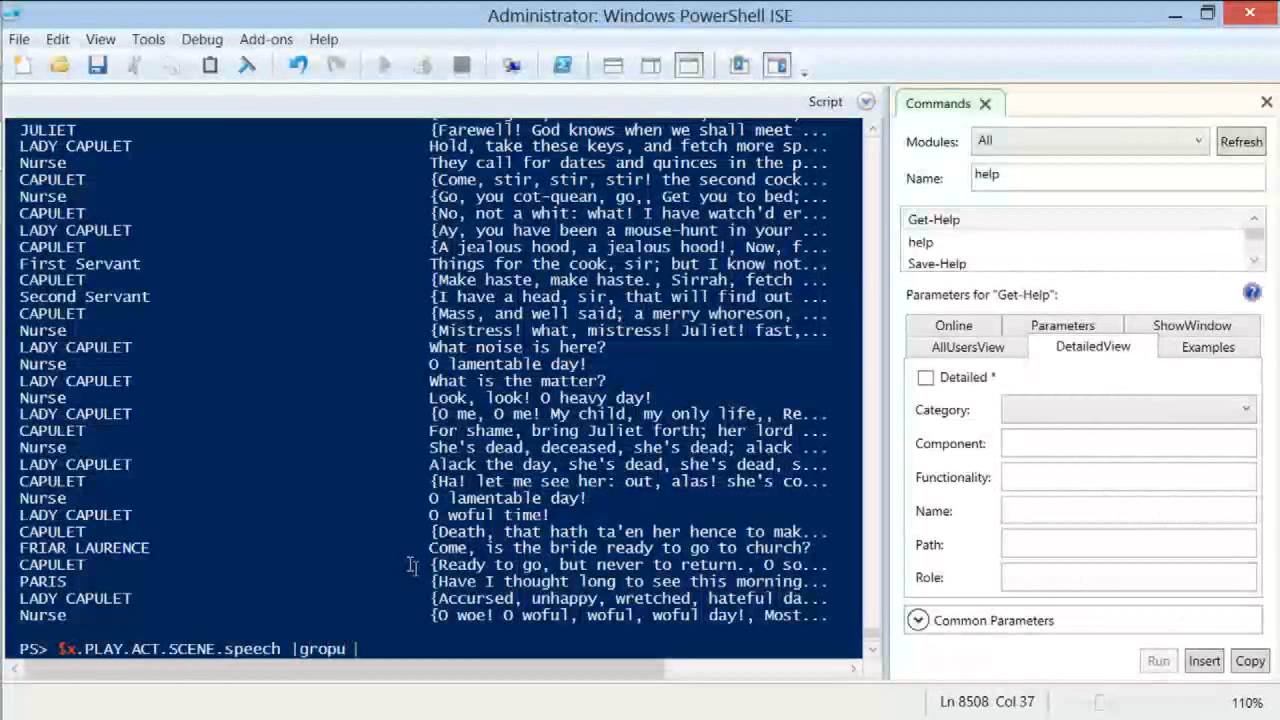 Administrator: Windows PowerShell ISE
File Edit View Tools Debug Add-ons Help
Script
JULIET {Farewell! God knows when we shall meet ...
LADY CAPULET Hold, take these keys, and fetch more sp...
Nurse They call for dates and quinces in the p...
CAPULET {Come, stir, stir, stir! the second cock...
Nurse {Go, you cot-quean, go,, Get you to bed;...
CAPULET {No, not a whit: what! I have watch'd er...
LADY CAPULET {Ay, you have been a mouse-hunt in your ...
CAPULET {A jealous hood, a jealous hood!, Now, f...
First Servant Things for the cook, sir; but I know not...
CAPULET {Make haste, make haste., Sirrah, fetch ...
Second Servant {I have a head, sir, that will find out ...
CAPULET {Mass, and well said; a merry whoreson, ...
Nurse {Mistress! what, mistress! Juliet! fast,...
LADY CAPULET What noise is here?
Nurse O lamentable day!
LADY CAPULET What is the matter?
Nurse Look, look! O heavy day!
LADY CAPULET {O me, O me! My child, my only life,, Re...
CAPULET For shame, bring Juliet forth; her lord ...
Nurse She's dead, deceased, she's dead; alack ...
LADY CAPULET Alack the day, she's dead, she's dead, s...
CAPULET {Ha! let me see her: out, alas! she's co...
Nurse O lamentable day!
LADY CAPULET O woful time!
CAPULET {Death, that hath ta'en her hence to mak...
FRIAR LAURENCE Come, is the bride ready to go to church?
CAPULET {Ready to go, but never to return., O so...
PARIS {Have I thought long to see this morning...
LADY CAPULET {Accursed, unhappy, wretched, hateful da...
Nurse {O woe! O woful, woful, woful day!, Most...
PS> $x.PLAY.ACT.SCENE.speech |gropu
Commands
Modules: All Refresh
Name: help
Get-Help
help
Save-Help
Parameters for "Get-Help":
Online Parameters ShowWindow
AllUsersView DetailedView Examples
Detailed *
Category:
Component:
Functionality:
Name:
Path:
Role:
Common Parameters
Run Insert Copy
Ln 8508 Col 37 110%